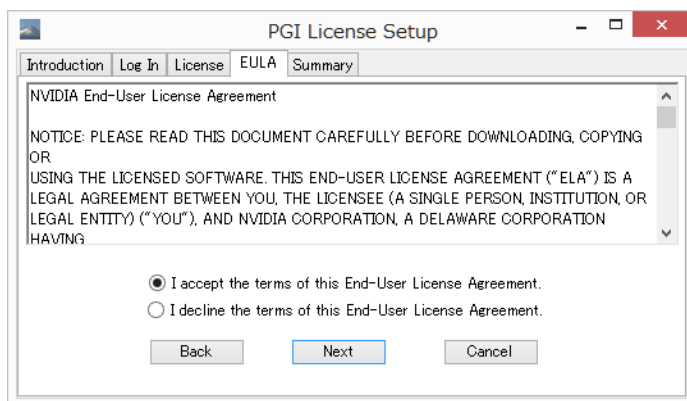 PGI License Setup
Introduction Log In License EULA Summary
NVIDIA End-User License Agreement
NOTICE: PLEASE READ THIS DOCUMENT CAREFULLY BEFORE DOWNLOADING, COPYING
OR
USING THE LICENSED SOFTWARE. THIS END-USER LICENSE AGREEMENT ("ELA") IS A
LEGAL AGREEMENT BETWEEN YOU, THE LICENSEE (A SINGLE PERSON, INSTITUTION, OR
LEGAL ENTITY) ("YOU"), AND NVIDIA CORPORATION, A DELAWARE CORPORATION
HAVING
I accept the terms of this End-User License Agreement.
I decline the terms of this End-User License Agreement.
Back Next Cancel